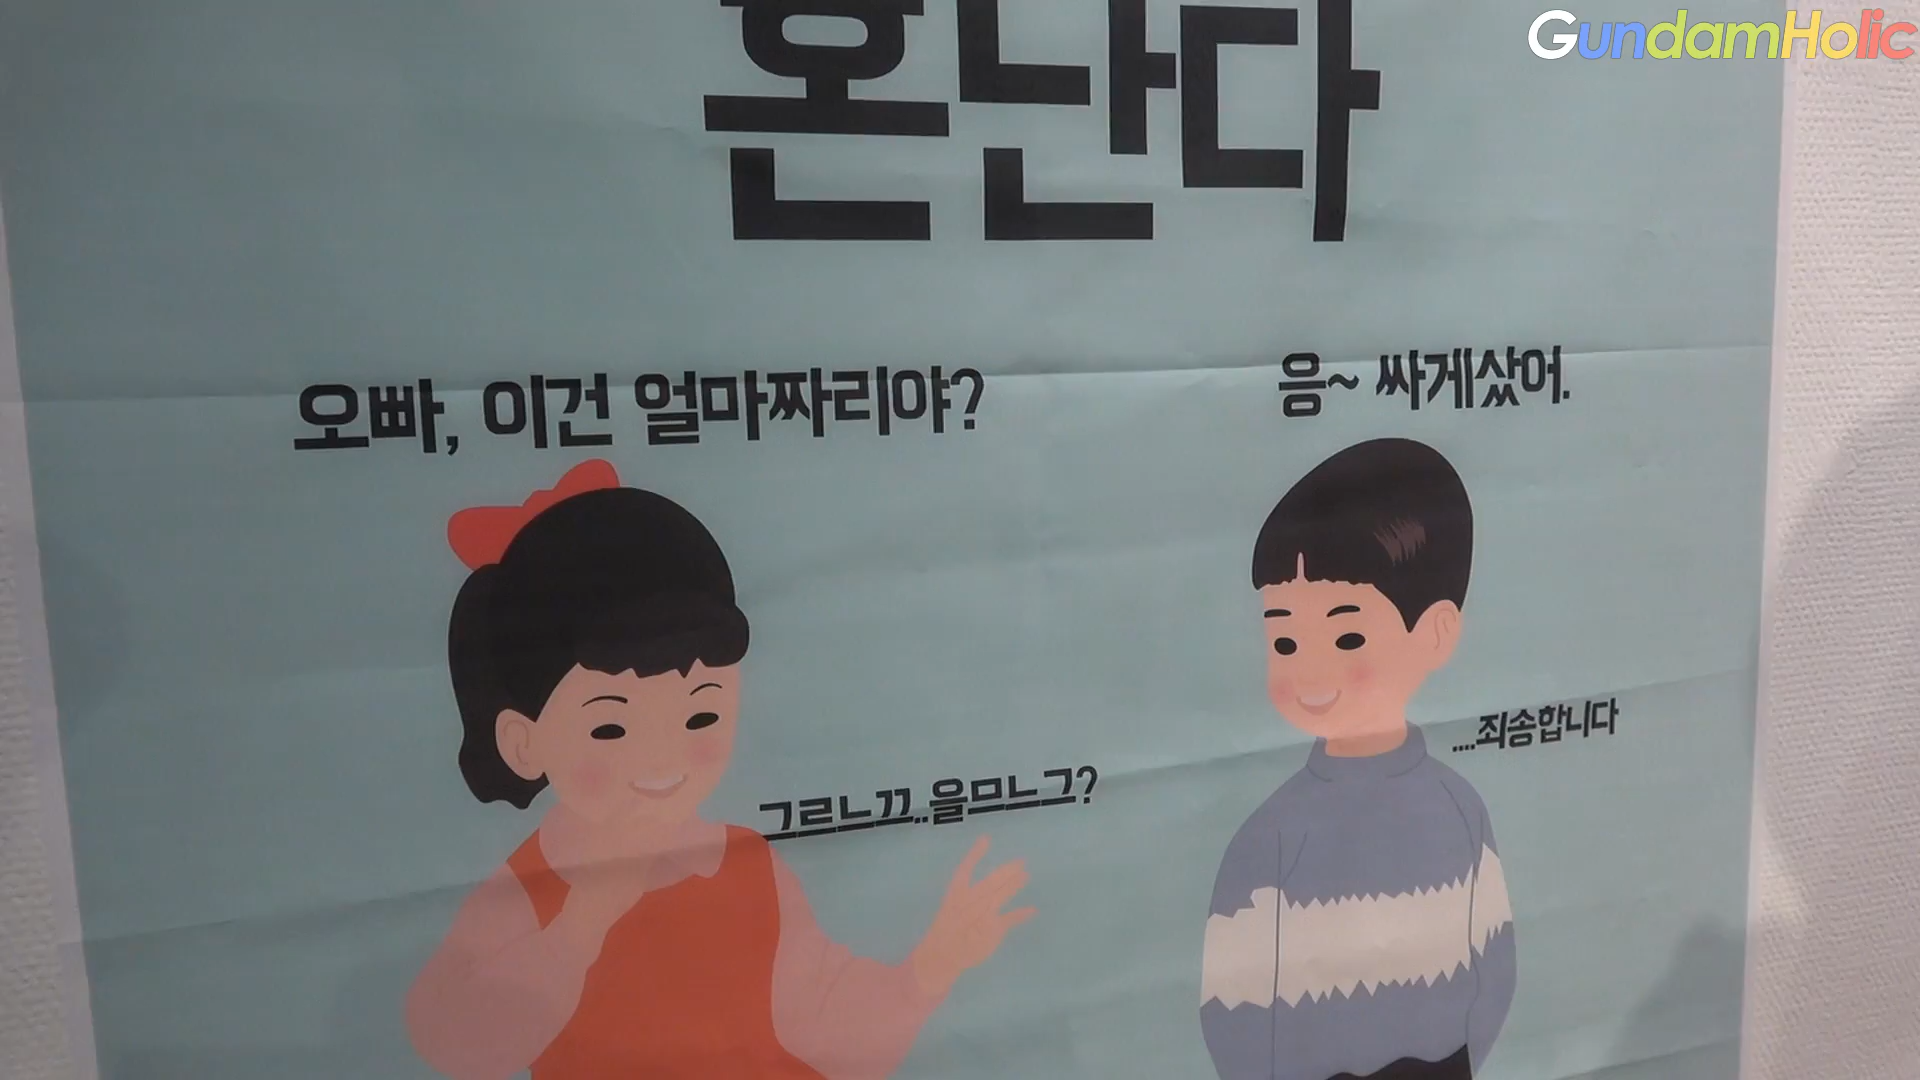 GundamHolic
혼난다
오빠, 이건 얼마짜리야?
응~ 싸게샀어.
....죄송합니다
그르느끄..을므느그?